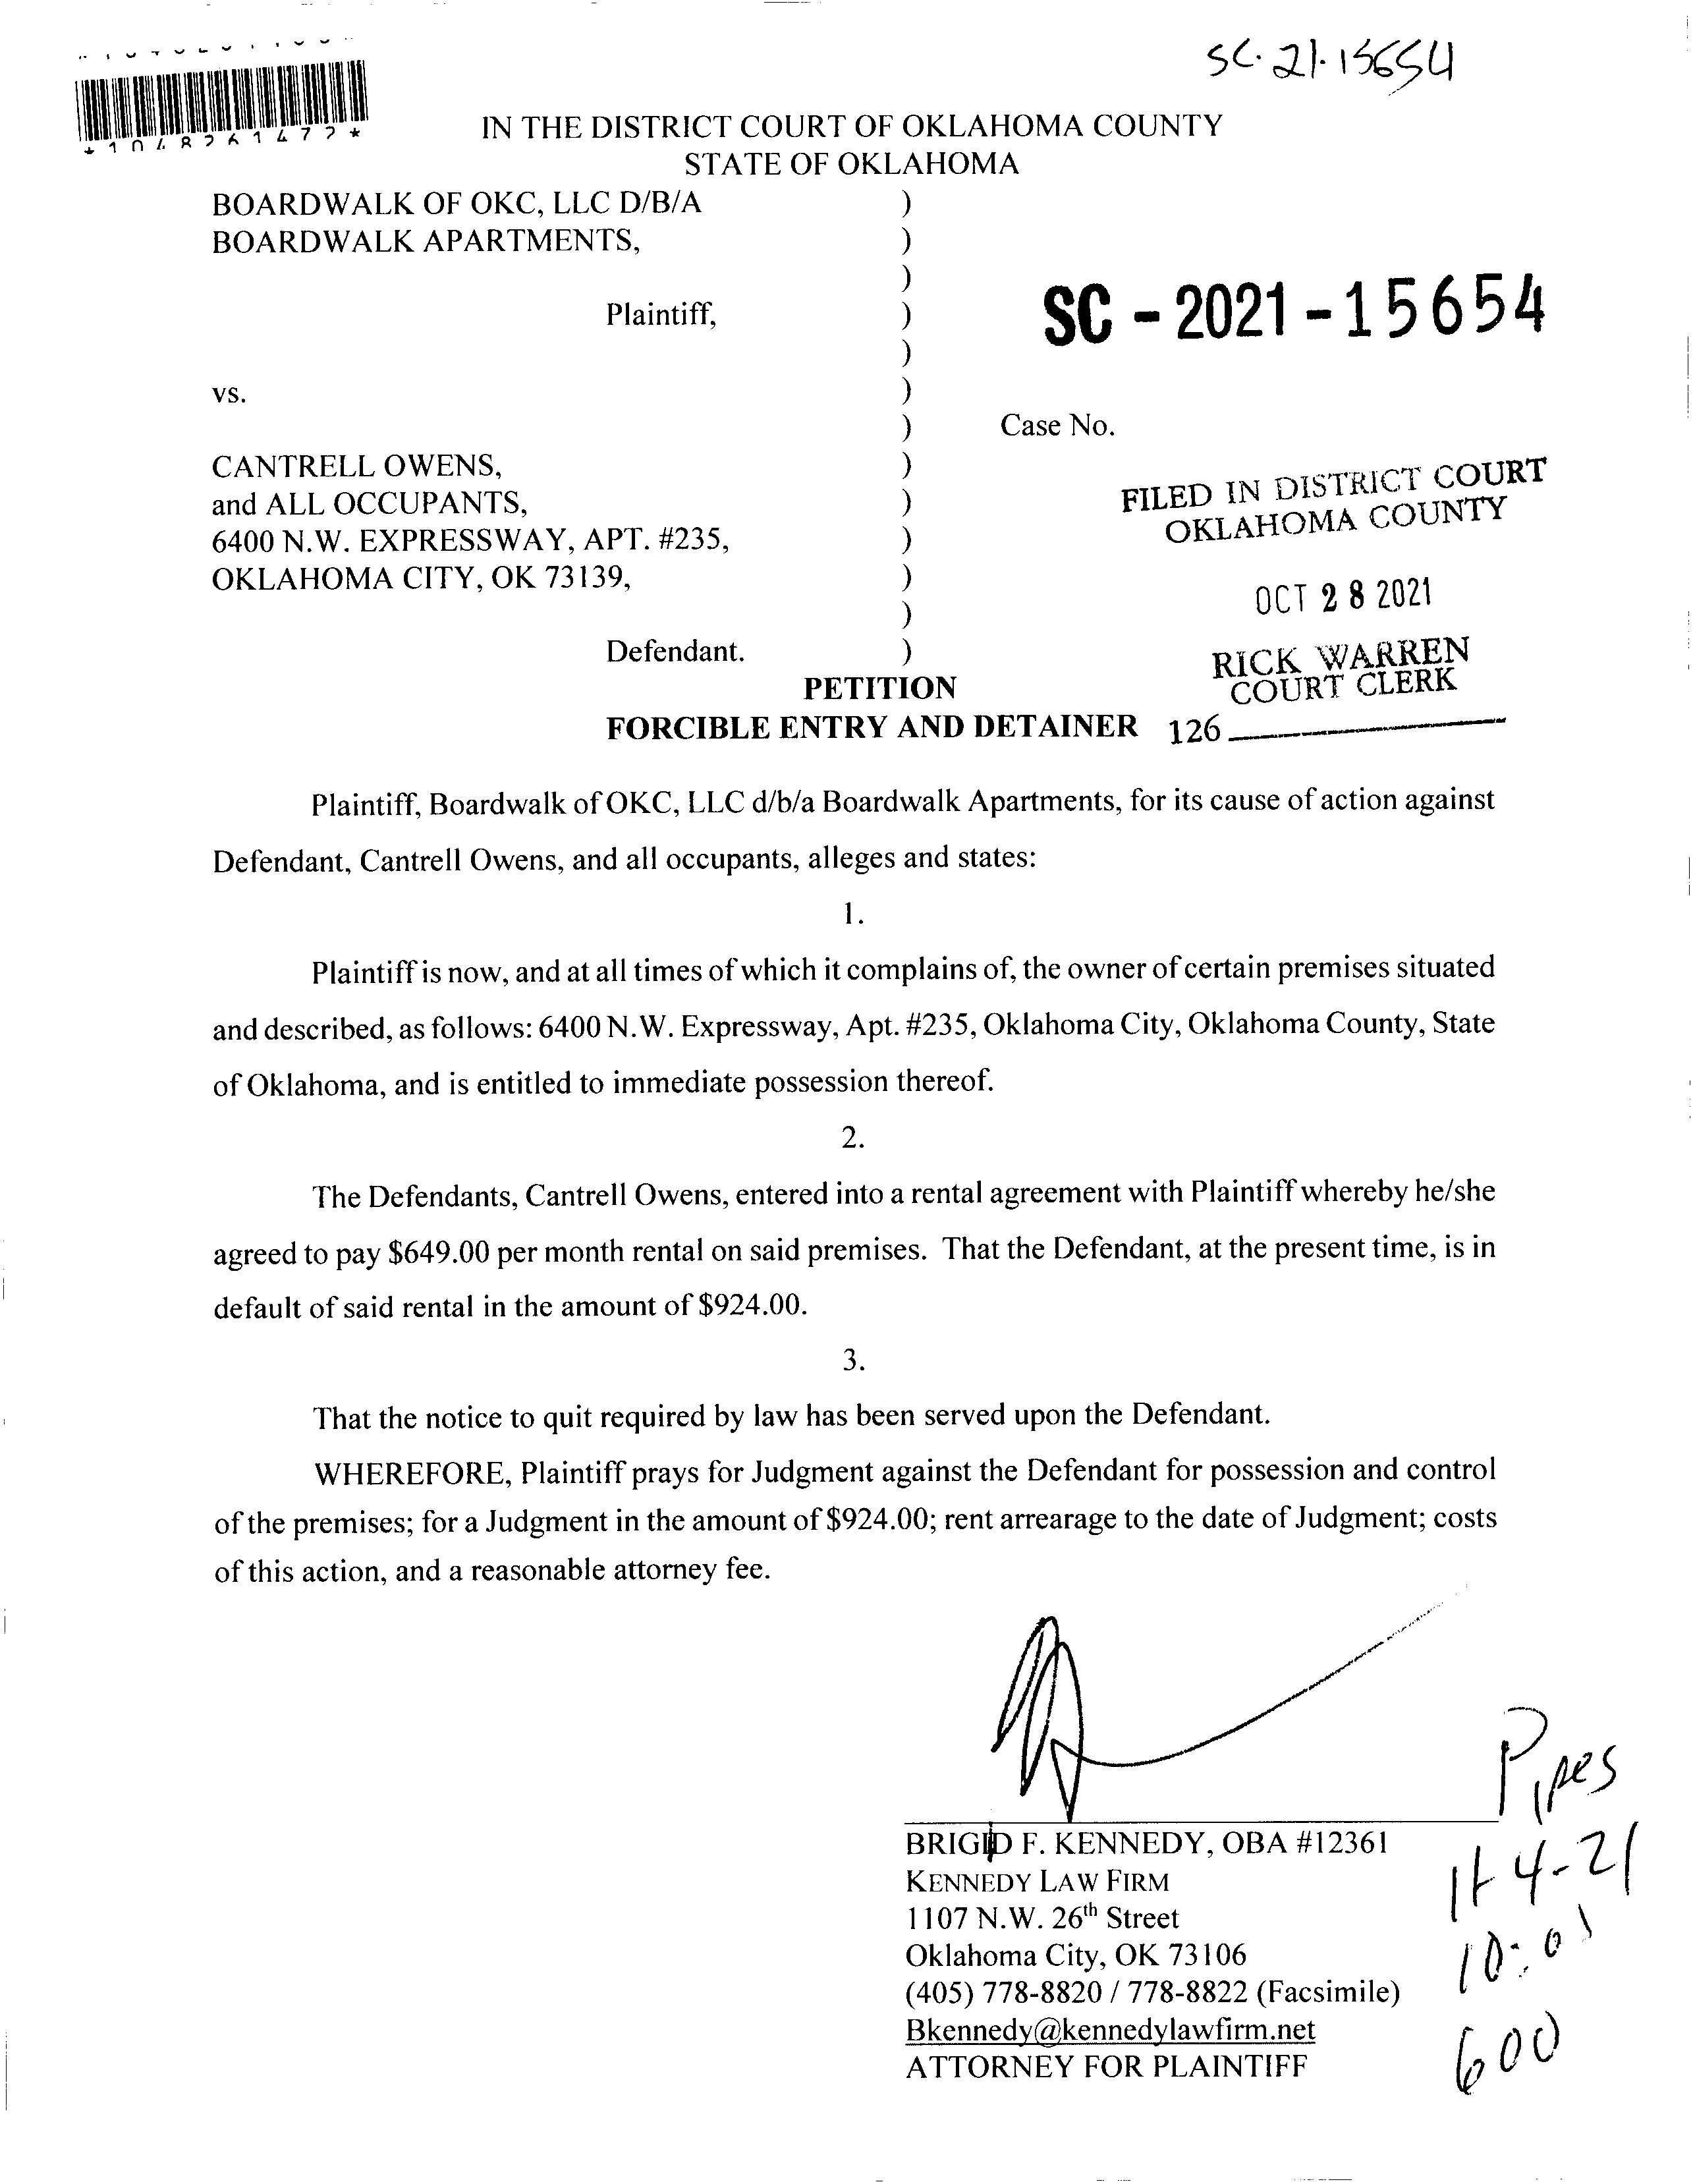 SC-21-15654
*1048261472*
IN THE DISTRICT COURT OF OKLAHOMA COUNTY
STATE OF OKLAHOMA
BOARDWALK OF OKC, LLC D/B/A )
BOARDWALK APARTMENTS, )
)
Plaintiff, )
SC - 2021 - 15654
)
vs. )
) Case No.
CANTRELL OWENS, )
and ALL OCCUPANTS, )
6400 N.W. EXPRESSWAY, APT. #235, )
OKLAHOMA CITY, OK 73139, )
)
Defendant. )
FILED IN DISTRICT COURT
OKLAHOMA COUNTY
OCT 28 2021
RICK WARREN
COURT CLERK
126
PETITION
FORCIBLE ENTRY AND DETAINER
Plaintiff, Boardwalk of OKC, LLC d/b/a Boardwalk Apartments, for its cause of action against
Defendant, Cantrell Owens, and all occupants, alleges and states:
1.
Plaintiff is now, and at all times of which it complains of, the owner of certain premises situated
and described, as follows: 6400 N.W. Expressway, Apt. #235, Oklahoma City, Oklahoma County, State
of Oklahoma, and is entitled to immediate possession thereof.
2.
The Defendants, Cantrell Owens, entered into a rental agreement with Plaintiff whereby he/she
agreed to pay $649.00 per month rental on said premises. That the Defendant, at the present time, is in
default of said rental in the amount of $924.00.
3.
That the notice to quit required by law has been served upon the Defendant.
WHEREFORE, Plaintiff prays for Judgment against the Defendant for possession and control
of the premises; for a Judgment in the amount of $924.00; rent arrearage to the date of Judgment; costs
of this action, and a reasonable attorney fee.
BRIGID F. KENNEDY, OBA #12361
KENNEDY LAW FIRM
1107 N.W. 26th Street
Oklahoma City, OK 73106
(405) 778-8820 / 778-8822 (Facsimile)
Bkennedy@kennedylawfirm.net
ATTORNEY FOR PLAINTIFF
Pipes
11-4-21
10:01
600